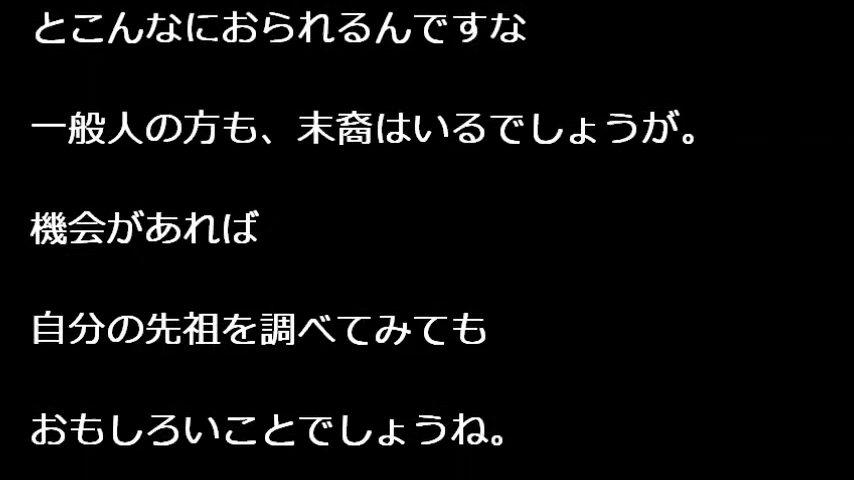 とこんなにおられるんですな
一般人の方も、末裔はいるでしょうが。
機会があれば
自分の先祖を調べてみても
おもしろいことでしょうね。